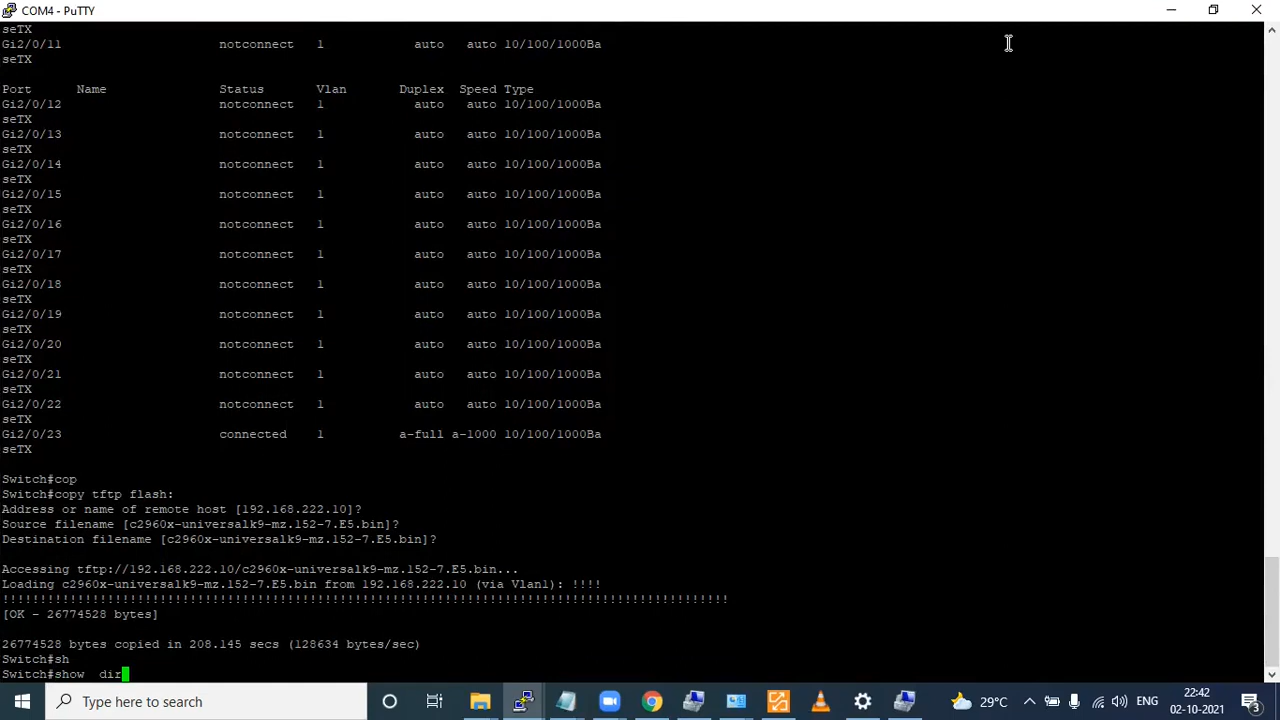 COM4 - PuTTY
seTX
Gi2/0/11 notconnect 1 auto auto 10/100/1000Ba
seTX
Port Name Status Vlan Duplex Speed Type
Gi2/0/12 notconnect 1 auto auto 10/100/1000Ba
seTX
Gi2/0/13 notconnect 1 auto auto 10/100/1000Ba
seTX
Gi2/0/14 notconnect 1 auto auto 10/100/1000Ba
seTX
Gi2/0/15 notconnect 1 auto auto 10/100/1000Ba
seTX
Gi2/0/16 notconnect 1 auto auto 10/100/1000Ba
seTX
Gi2/0/17 notconnect 1 auto auto 10/100/1000Ba
seTX
Gi2/0/18 notconnect 1 auto auto 10/100/1000Ba
seTX
Gi2/0/19 notconnect 1 auto auto 10/100/1000Ba
seTX
Gi2/0/20 notconnect 1 auto auto 10/100/1000Ba
seTX
Gi2/0/21 notconnect 1 auto auto 10/100/1000Ba
seTX
Gi2/0/22 notconnect 1 auto auto 10/100/1000Ba
seTX
Gi2/0/23 connected 1 a-full a-1000 10/100/1000Ba
seTX
Switch#cop
Switch#copy tftp flash:
Address or name of remote host [192.168.222.10]?
Source filename [c2960x-universalk9-mz.152-7.E5.bin]?
Destination filename [c2960x-universalk9-mz.152-7.E5.bin]?
Accessing tftp://192.168.222.10/c2960x-universalk9-mz.152-7.E5.bin...
Loading c2960x-universalk9-mz.152-7.E5.bin from 192.168.222.10 (via Vlan1): !!!!
!!!!!!!!!!!!!!!!!!!!!!!!!!!!!!!!!!!!!!!!!!!!!!!!!!!!!!!!!!!!!!!!!!!!!!!!!!!!!!!!!!!!!!!!!!!!!!!!!
[OK - 26774528 bytes]
26774528 bytes copied in 208.145 secs (128634 bytes/sec)
Switch#sh
Switch#show  dir
Type here to search
29°C
ENG
22:42
02-10-2021
3